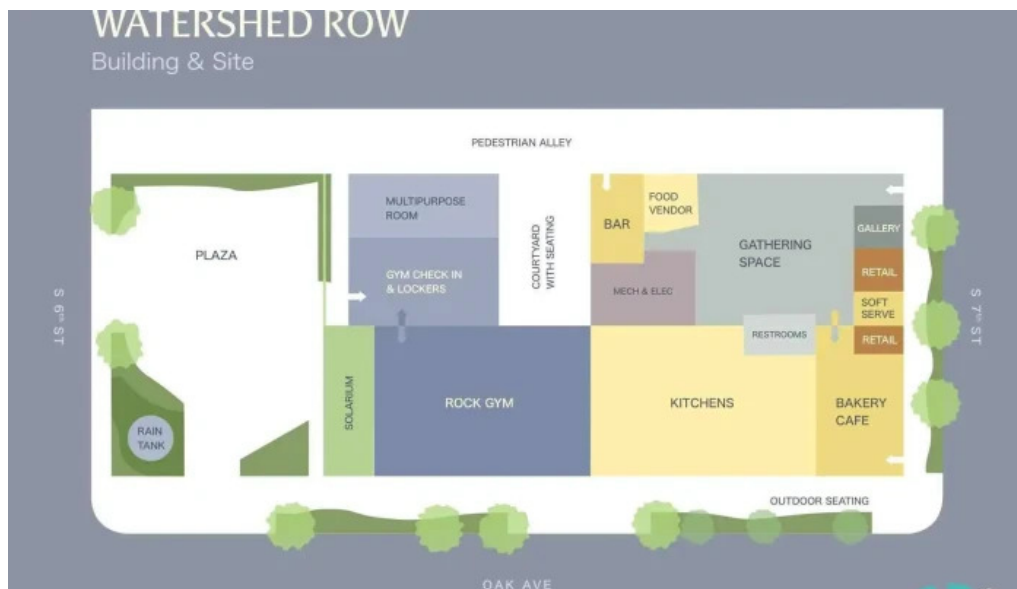 WATERSHED ROW
Building & Site
PEDESTRIAN ALLEY
MULTIPURPOSE
ROOM
COURTYARD
WITH SEATING
BAR
FOOD
VENDOR
GALLERY
PLAZA
GATHERING
SPACE
GYM CHECK IN
& LOCKERS
RETAIL
MECH & ELEC
SOFT
SERVE
S 6TH ST
S 7TH ST
RESTROOMS
RETAIL
SOLARIUM
ROCK GYM
KITCHENS
BAKERY
CAFE
RAIN
TANK
OUTDOOR SEATING
OAK AVE